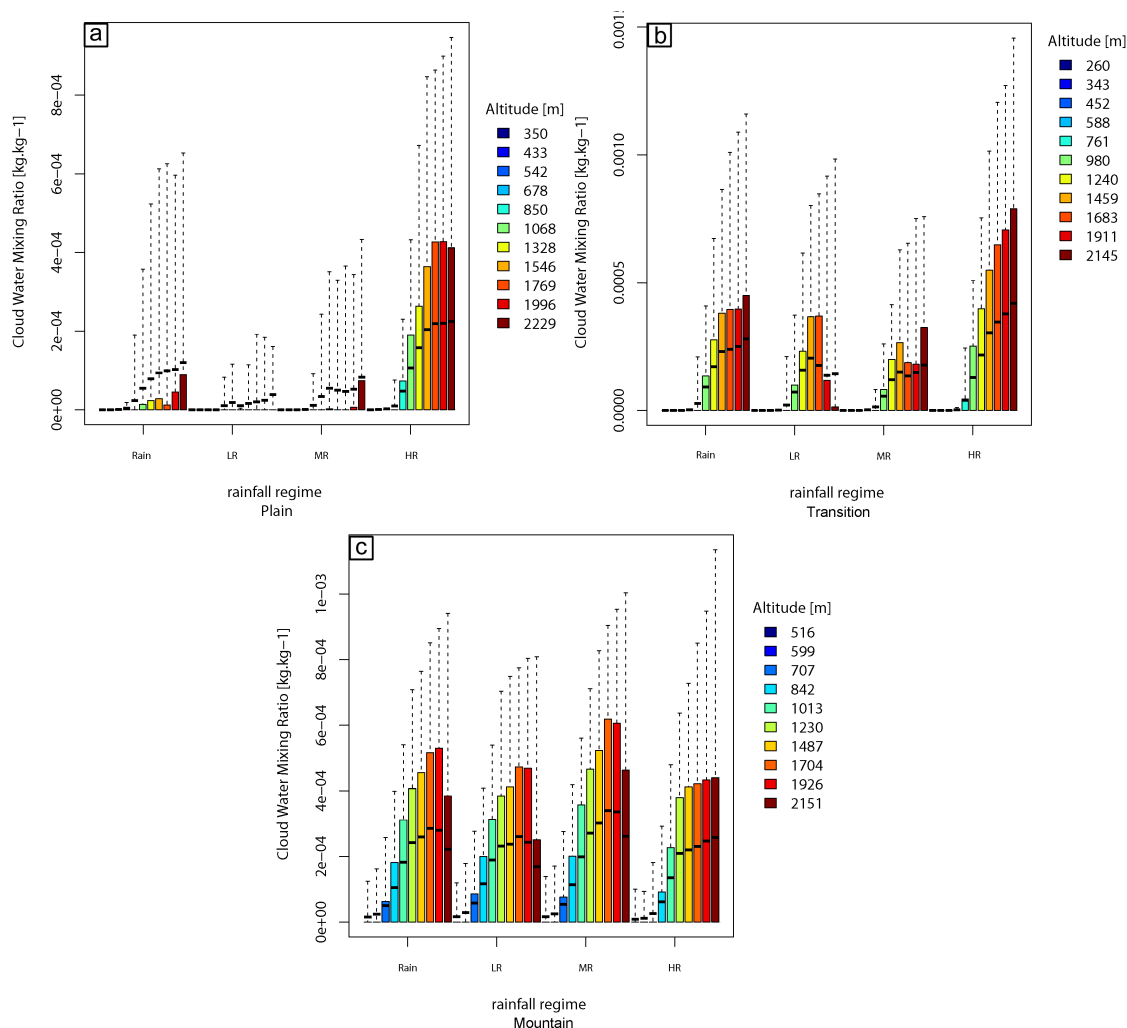 a
Cloud Water Mixing Ratio [kg.kg−1]
8e−04
6e−04
4e−04
2e−04
0e+00
Rain LR MR HR
rainfall regime
Plain
Altitude [m]
350
433
542
678
850
1068
1328
1546
1769
1996
2229
b
Cloud Water Mixing Ratio [kg.kg−1]
0.0010
0.0005
0.0000
Rain LR MR HR
rainfall regime
Transition
Altitude [m]
260
343
452
588
761
980
1240
1459
1683
1911
2145
c
Cloud Water Mixing Ratio [kg.kg−1]
1e−03
8e−04
6e−04
4e−04
2e−04
0e+00
Rain LR MR HR
rainfall regime
Mountain
Altitude [m]
516
599
707
842
1013
1230
1487
1704
1926
2151